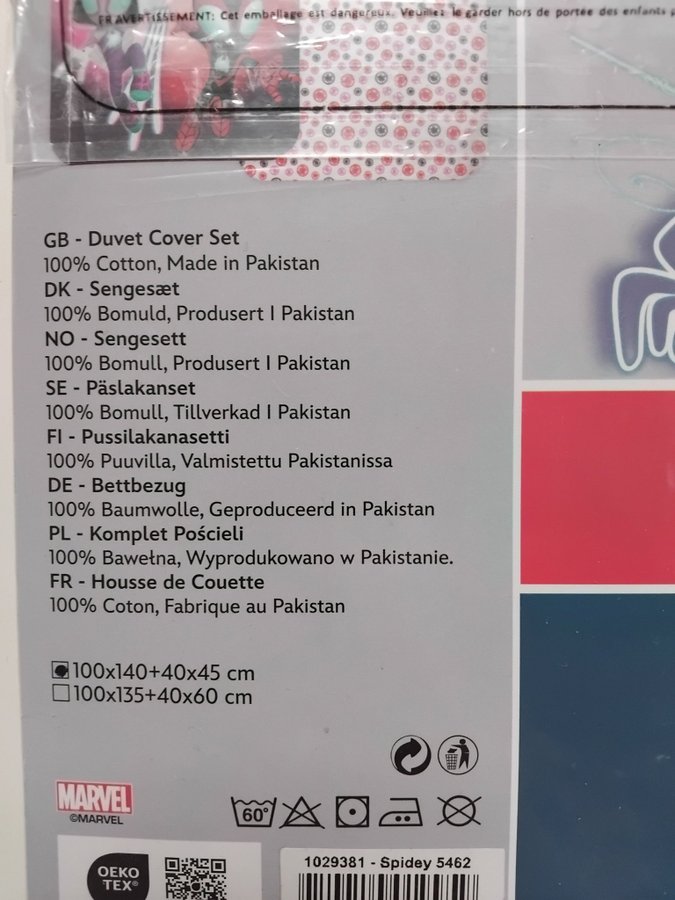 FR AVERTISSEMENT: Cet emballage est dangereux. Veuillez le garder hors de portée des enfants
GB - Duvet Cover Set
100% Cotton, Made in Pakistan
DK - Sengesæt
100% Bomuld, Produsert I Pakistan
NO - Sengesett
100% Bomull, Produsert I Pakistan
SE - Päslakanset
100% Bomull, Tillverkad I Pakistan
FI - Pussilakanasetti
100% Puuvilla, Valmistettu Pakistanissa
DE - Bettbezug
100% Baumwolle, Geproduceerd in Pakistan
PL - Komplet Pościeli
100% Bawełna, Wyprodukowano w Pakistanie.
FR - Housse de Couette
100% Coton, Fabrique au Pakistan
100x140+40x45 cm
100x135+40x60 cm
MARVEL
©MARVEL
60°
OEKO
TEX®
1029381 - Spidey 5462